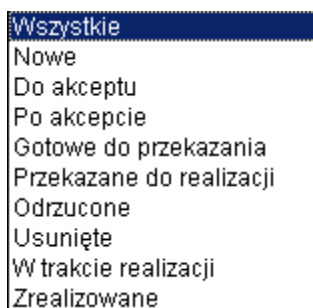 Wszystkie
Nowe
Do akceptu
Po akcepcie
Gotowe do przekazania
Przekazane do realizacji
Odrzucone
Usunięte
W trakcie realizacji
Zrealizowane